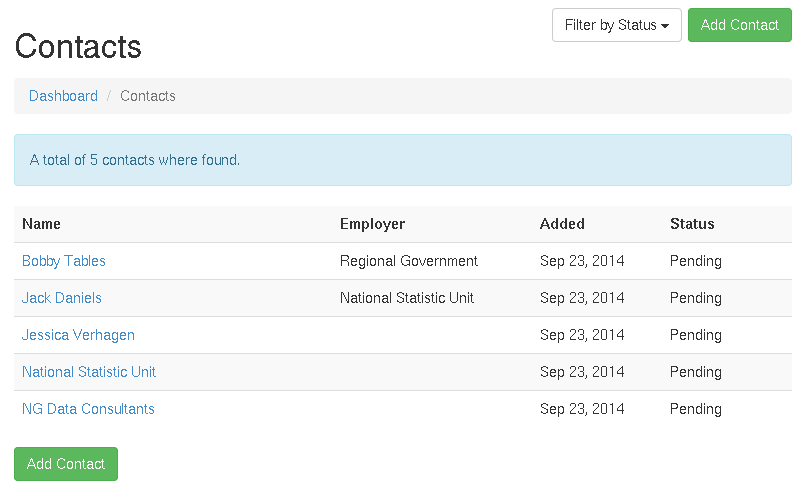 Filter by Status Add Contact
Contacts
Dashboard / Contacts
A total of 5 contacts where found.
Name Employer Added Status
Bobby Tables Regional Government Sep 23, 2014 Pending
Jack Daniels National Statistic Unit Sep 23, 2014 Pending
Jessica Verhagen Sep 23, 2014 Pending
National Statistic Unit Sep 23, 2014 Pending
NG Data Consultants Sep 23, 2014 Pending
Add Contact